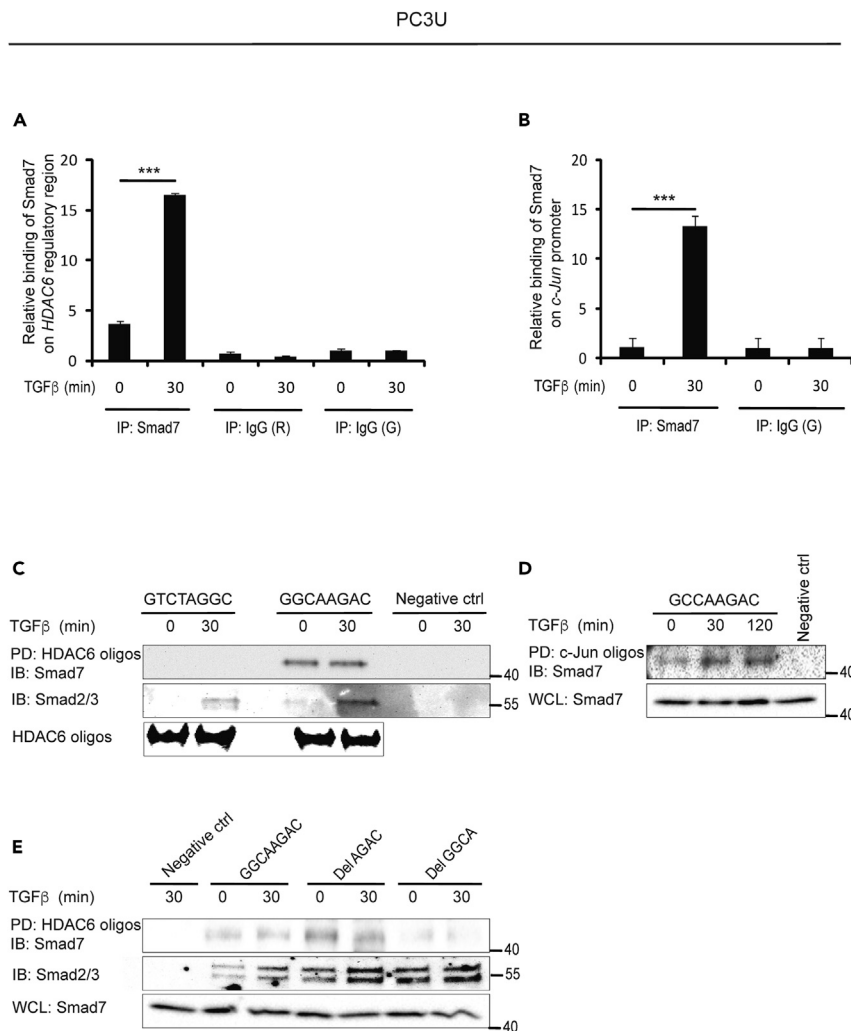 PC3U
A
Relative binding of Smad7
on HDAC6 regulatory region
20
15
10
5
0
***
TGFβ (min) 0 30 0 30 0 30
IP: Smad7 IP: IgG (R) IP: IgG (G)
B
Relative binding of Smad7
on c-Jun promoter
20
15
10
5
0
***
TGFβ (min) 0 30 0 30
IP: Smad7 IP: IgG (G)
C
GTCTAGGC GGCAAGAC Negative ctrl
TGFβ (min) 0 30 0 30 0 30
PD: HDAC6 oligos
IB: Smad7
40
IB: Smad2/3
55
HDAC6 oligos
D
GCCAAGAC Negative ctrl
TGFβ (min) 0 30 120
PD: c-Jun oligos
IB: Smad7
40
WCL: Smad7
40
E
Negative ctrl GGCAAGAC Del AGAC Del GGCA
TGFβ (min) 30 0 30 0 30 0 30
PD: HDAC6 oligos
IB: Smad7
40
IB: Smad2/3
55
WCL: Smad7
40